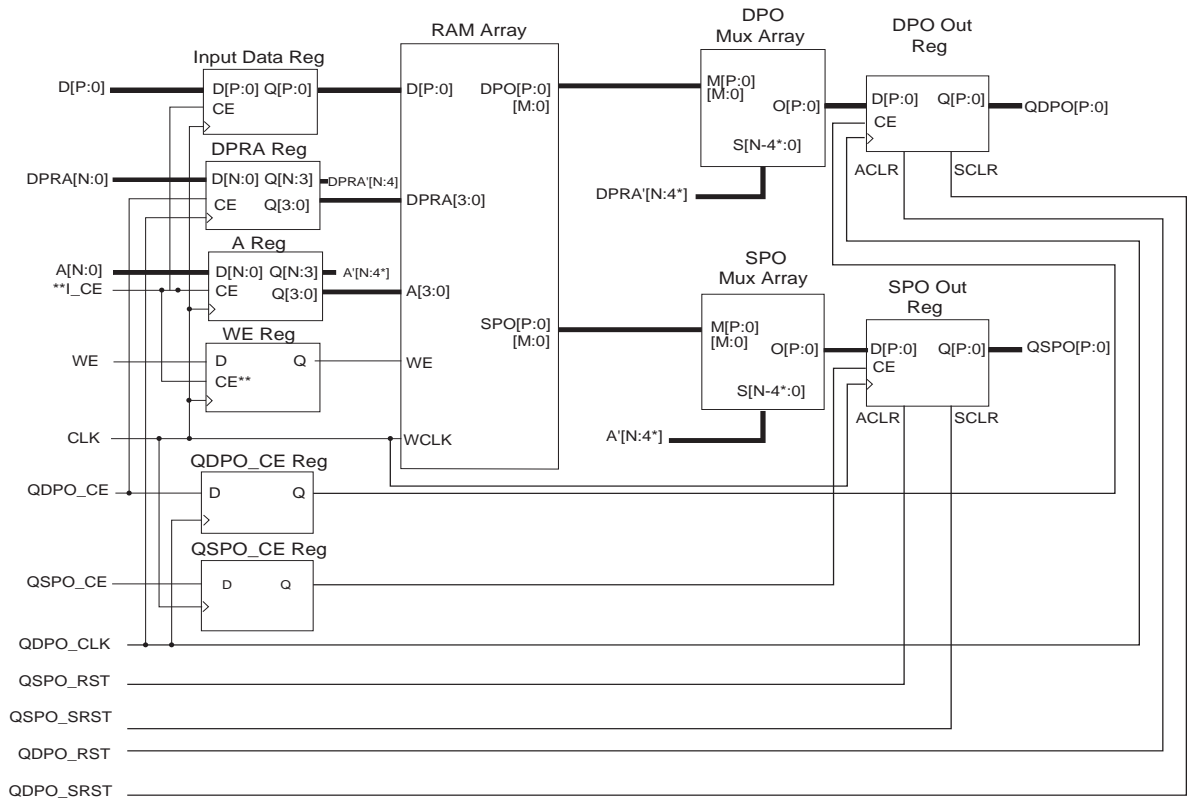 RAM Array
DPO
Mux Array
DPO Out
Reg
Input Data Reg
D[P:0]
D[P:0] Q[P:0]
CE
D[P:0]
DPO[P:0]
[M:0]
M[P:0]
[M:0]
O[P:0]
S[N-4*:0]
D[P:0] Q[P:0]
CE
QDPO[P:0]
ACLR
SCLR
DPRA Reg
DPRA[N:0]
D[N:0] Q[N:3]
CE
Q[3:0]
DPRA'[N:4]
DPRA[3:0]
DPRA'[N:4*]
A Reg
A[N:0]
**I_CE
D[N:0] Q[N:3]
CE
Q[3:0]
A'[N:4*]
A[3:0]
SPO[P:0]
[M:0]
SPO
Mux Array
M[P:0]
[M:0]
O[P:0]
S[N-4*:0]
SPO Out
Reg
D[P:0] Q[P:0]
CE
QSPO[P:0]
ACLR
SCLR
WE Reg
WE
D Q
CE**
WE
CLK
WCLK
A'[N:4*]
QDPO_CE Reg
QDPO_CE
D Q
QSPO_CE Reg
QSPO_CE
D Q
QDPO_CLK
QSPO_RST
QSPO_SRST
QDPO_RST
QDPO_SRST